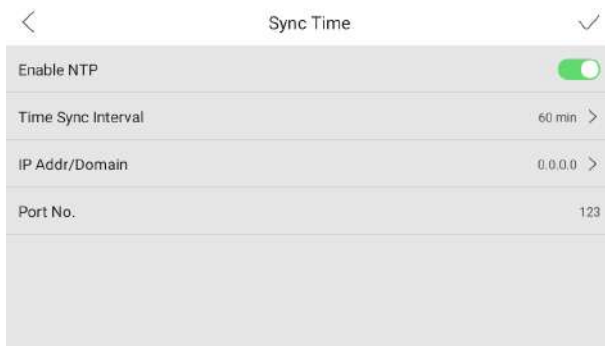 Sync Time
Enable NTP
Time Sync Interval 60 min
IP Addr/Domain 0.0.0.0
Port No. 123